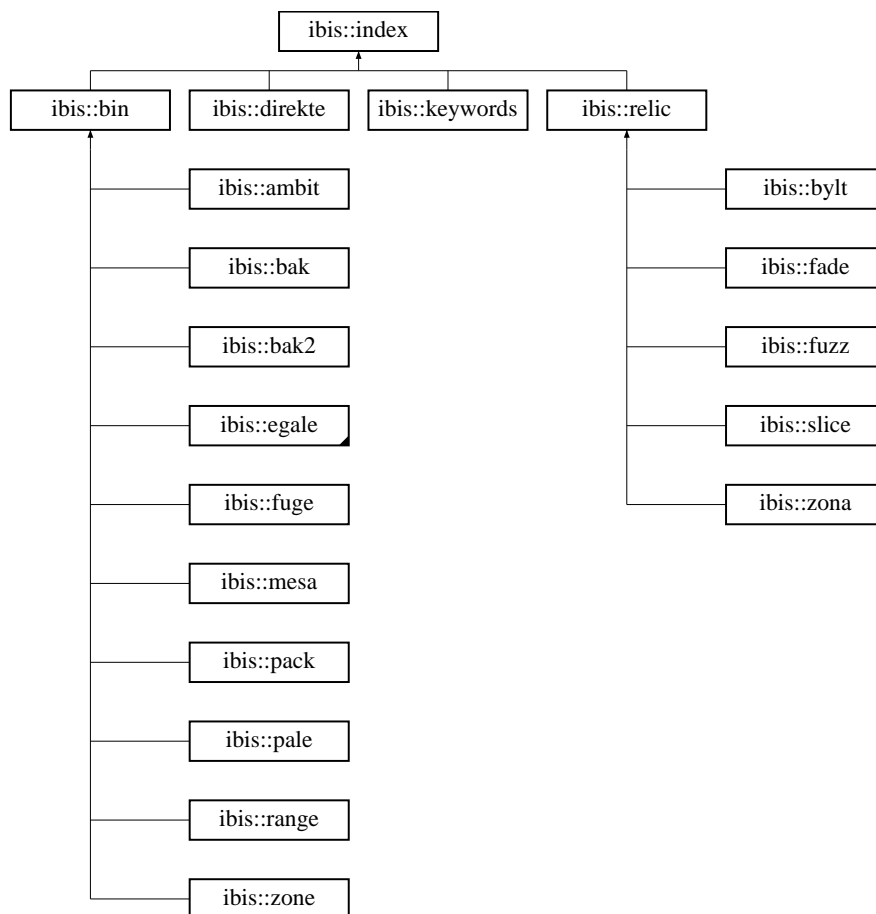 ibis::index
ibis::bin
ibis::direkte
ibis::keywords
ibis::relic
ibis::ambit
ibis::bylt
ibis::bak
ibis::fade
ibis::bak2
ibis::fuzz
ibis::egale
ibis::slice
ibis::fuge
ibis::zona
ibis::mesa
ibis::pack
ibis::pale
ibis::range
ibis::zone